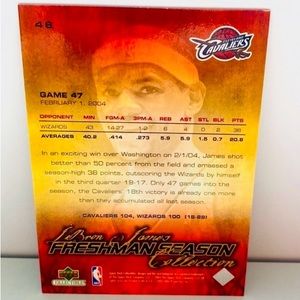 48
CAVALIERS
GAME 47
FEBRUARY 1, 2004
OPPONENT MIN FGM-A 3PM-A REB AST STL BLK PTS
WIZARDS 43 14-27 1-2 6 4 0 2 38
AVERAGES 40.2 .414 .273 5.9 5.9 1.5 0.7 20.8
In an exciting win over Washington on 2/1/04, James shot
better than 50 percent from the field and amassed a
season-high 38 points, outscoring the Wizards by himself
in the third quarter 19-17. Only 47 games into the
season, the Cavaliers' 18th victory is already one more
than they accumulated all last season.
CAVALIERS 104, WIZARDS 100 (18-29)
LeBron James
FRESHMAN SEASON
Collection
NBA